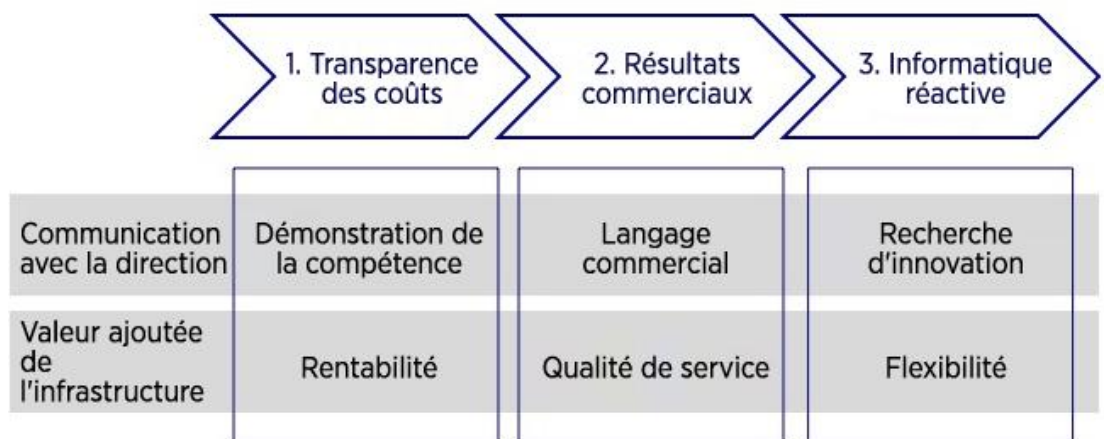 1. Transparence
des coûts
2. Résultats
commerciaux
3. Informatique
réactive
Communication
avec la direction
Démonstration de
la compétence
Langage
commercial
Recherche
d'innovation
Valeur ajoutée
de
l'infrastructure
Rentabilité
Qualité de service
Flexibilité